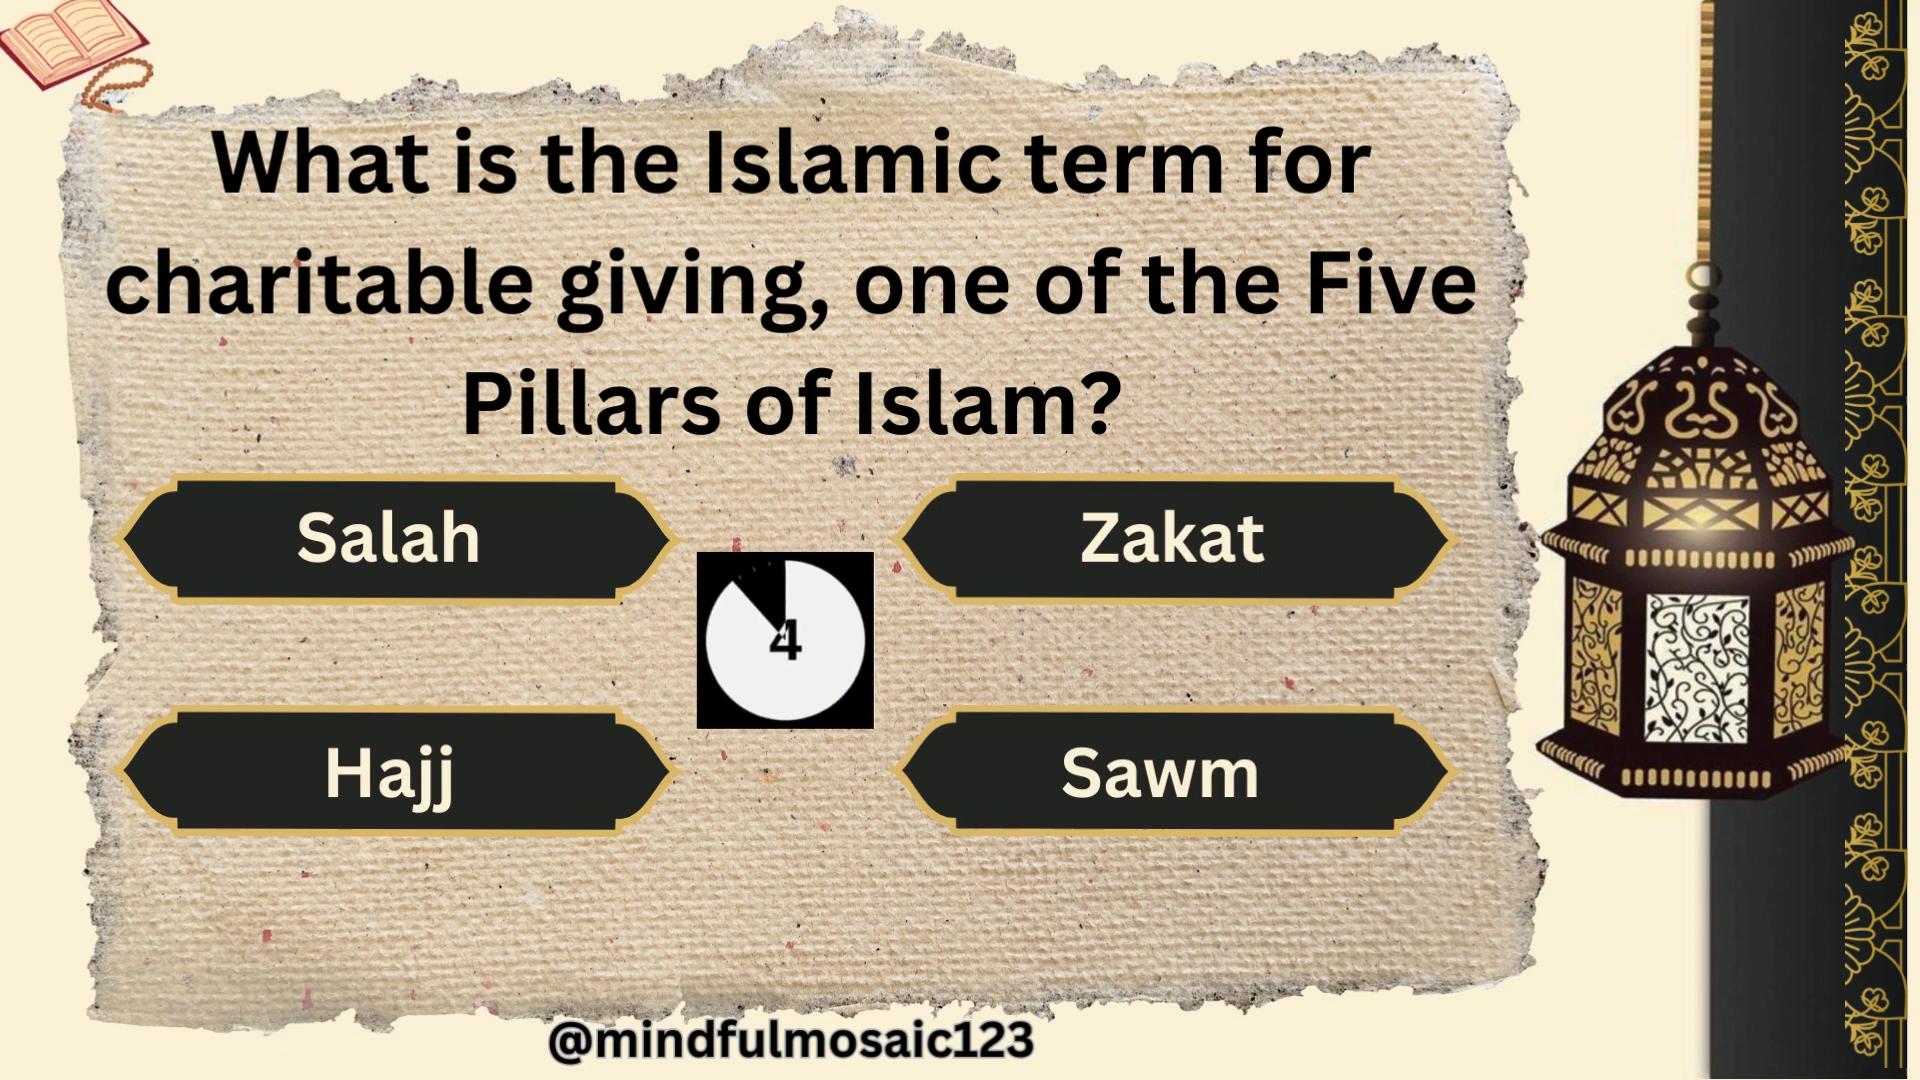 What is the Islamic term for
charitable giving, one of the Five
Pillars of Islam?
Salah
Zakat
4
Hajj
Sawm
@mindfulmosaic123